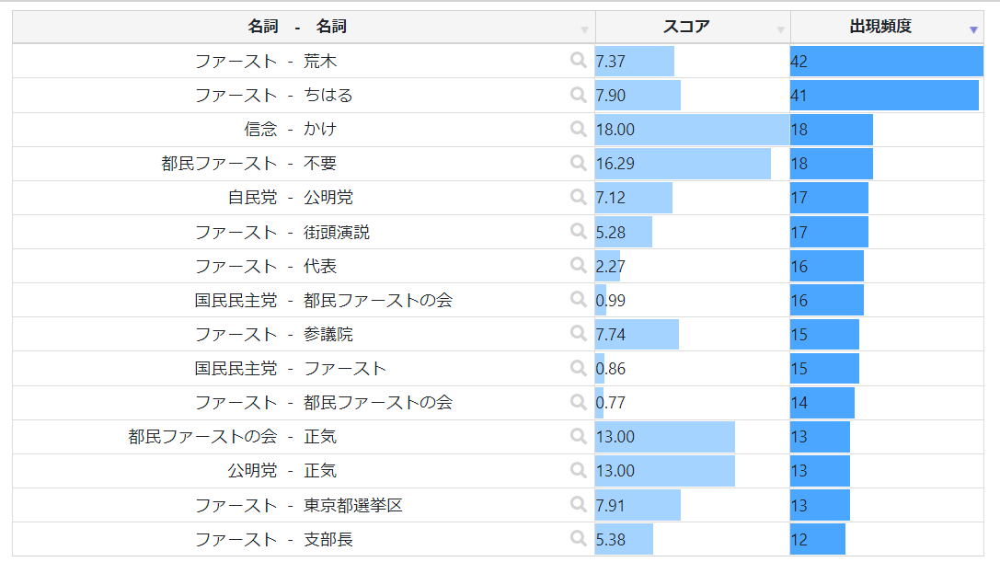 名詞 - 名詞 スコア 出現頻度
ファースト - 荒木 7.37 42
ファースト - ちはる 7.90 41
信念 - かけ 18.00 18
都民ファースト - 不要 16.29 18
自民党 - 公明党 7.12 17
ファースト - 街頭演説 5.28 17
ファースト - 代表 2.27 16
国民民主党 - 都民ファーストの会 0.99 16
ファースト - 参議院 7.74 15
国民民主党 - ファースト 0.86 15
ファースト - 都民ファーストの会 0.77 14
都民ファーストの会 - 正気 13.00 13
公明党 - 正気 13.00 13
ファースト - 東京都選挙区 7.91 13
ファースト - 支部長 5.38 12